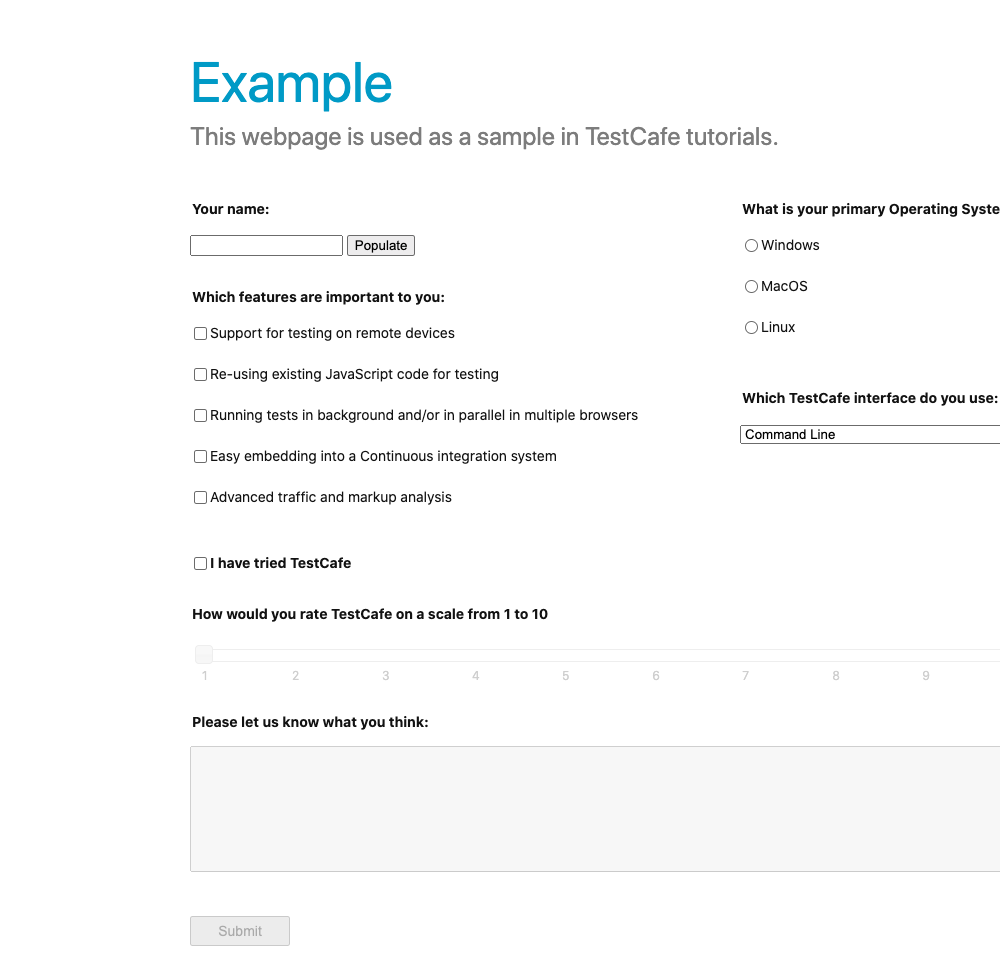 Example
This webpage is used as a sample in TestCafe tutorials.
Your name:
Populate
Which features are important to you:
Support for testing on remote devices
Re-using existing JavaScript code for testing
Running tests in background and/or in parallel in multiple browsers
Easy embedding into a Continuous integration system
Advanced traffic and markup analysis
What is your primary Operating Syste
Windows
MacOS
Linux
Which TestCafe interface do you use:
Command Line
I have tried TestCafe
How would you rate TestCafe on a scale from 1 to 10
1 2 3 4 5 6 7 8 9
Please let us know what you think:
Submit